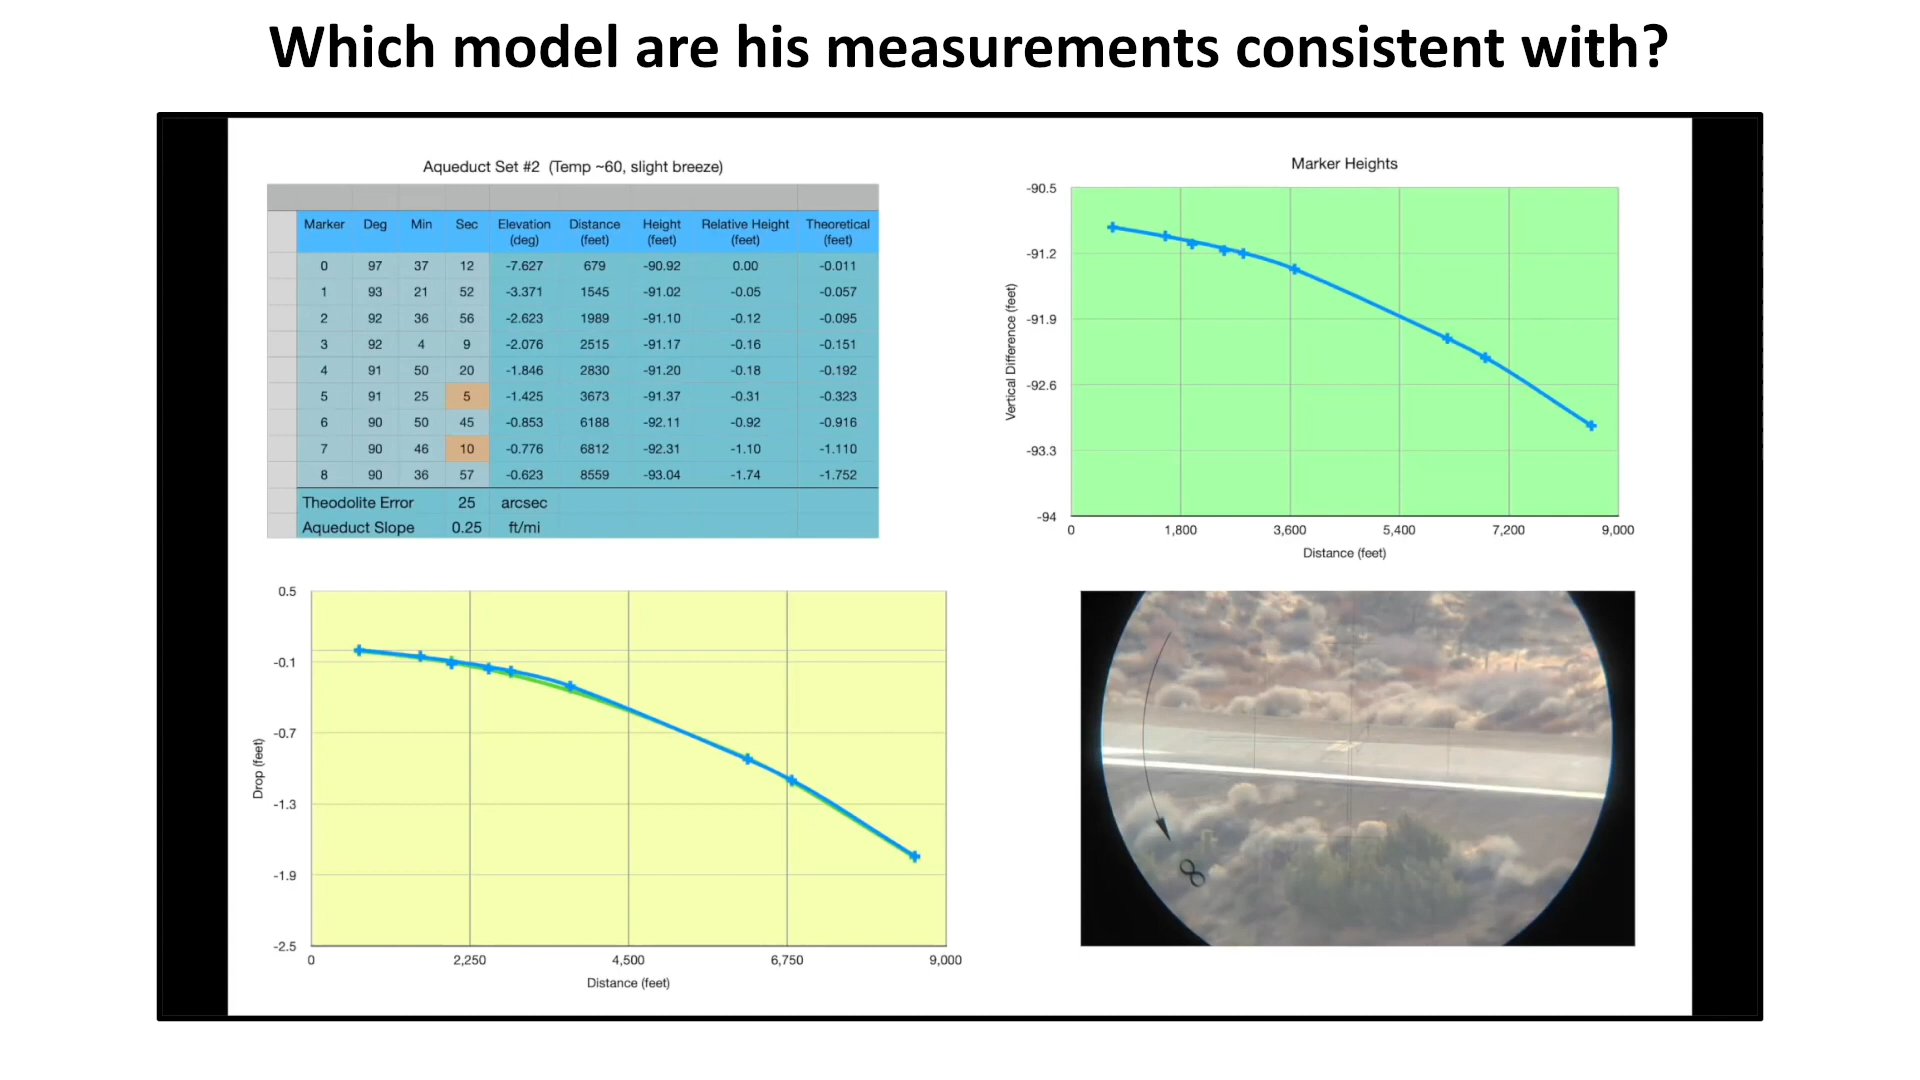 Which model are his measurements consistent with?
Aqueduct Set #2 (Temp ~60, slight breeze)
Marker Deg Min Sec Elevation (deg) Distance (feet) Height (feet) Relative Height (feet) Theoretical (feet)
0 97 37 12 -7.627 679 -90.92 0.00 -0.011
1 93 21 52 -3.371 1545 -91.02 -0.05 -0.057
2 92 36 56 -2.623 1989 -91.10 -0.12 -0.095
3 92 4 9 -2.076 2515 -91.17 -0.16 -0.151
4 91 50 20 -1.846 2830 -91.20 -0.18 -0.192
5 91 25 5 -1.425 3673 -91.37 -0.31 -0.323
6 90 50 45 -0.853 6188 -92.11 -0.92 -0.916
7 90 46 10 -0.776 6812 -92.31 -1.10 -1.110
8 90 36 57 -0.623 8559 -93.04 -1.74 -1.752
Theodolite Error 25 arcsec
Aqueduct Slope 0.25 ft/mi
Marker Heights
Vertical Difference (feet)
-90.5
-91.2
-91.9
-92.6
-93.3
-94
0 1,800 3,600 5,400 7,200 9,000
Distance (feet)
Drop (feet)
0.5
-0.1
-0.7
-1.3
-1.9
-2.5
0 2,250 4,500 6,750 9,000
Distance (feet)
8